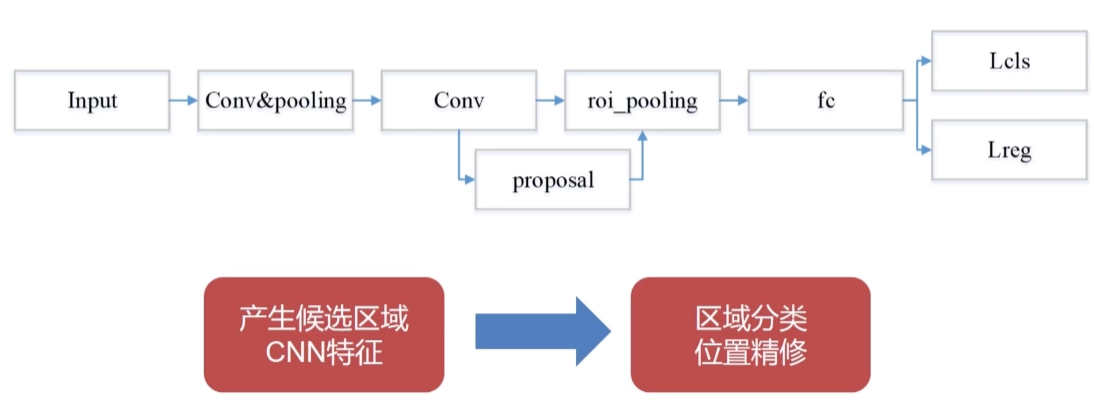 Input
Conv&pooling
Conv
roi_pooling
fc
Lcls
Lreg
proposal
产生候选区域
CNN特征
区域分类
位置精修